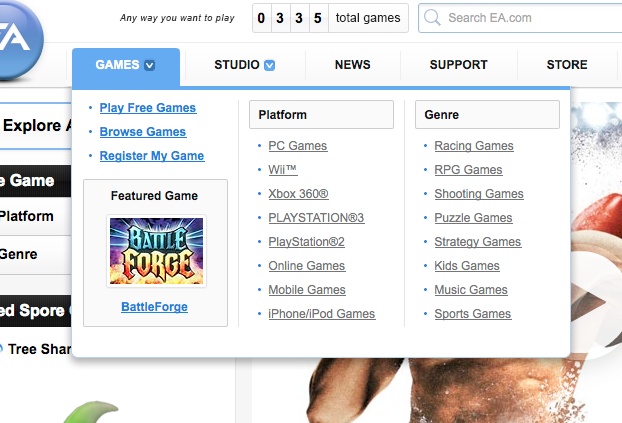 EA
Any way you want to play
0 3 3 5 total games
Search EA.com
GAMES
STUDIO
NEWS
SUPPORT
STORE
Explore
Play Free Games
Browse Games
Register My Game
Featured Game
BATTLE
FORGE
BattleForge
Platform
PC Games
Wii™
Xbox 360®
PLAYSTATION®3
PlayStation®2
Online Games
Mobile Games
iPhone/iPod Games
Genre
Racing Games
RPG Games
Shooting Games
Puzzle Games
Strategy Games
Kids Games
Music Games
Sports Games
e Game
Platform
Genre
ed Spore
Tree Shar